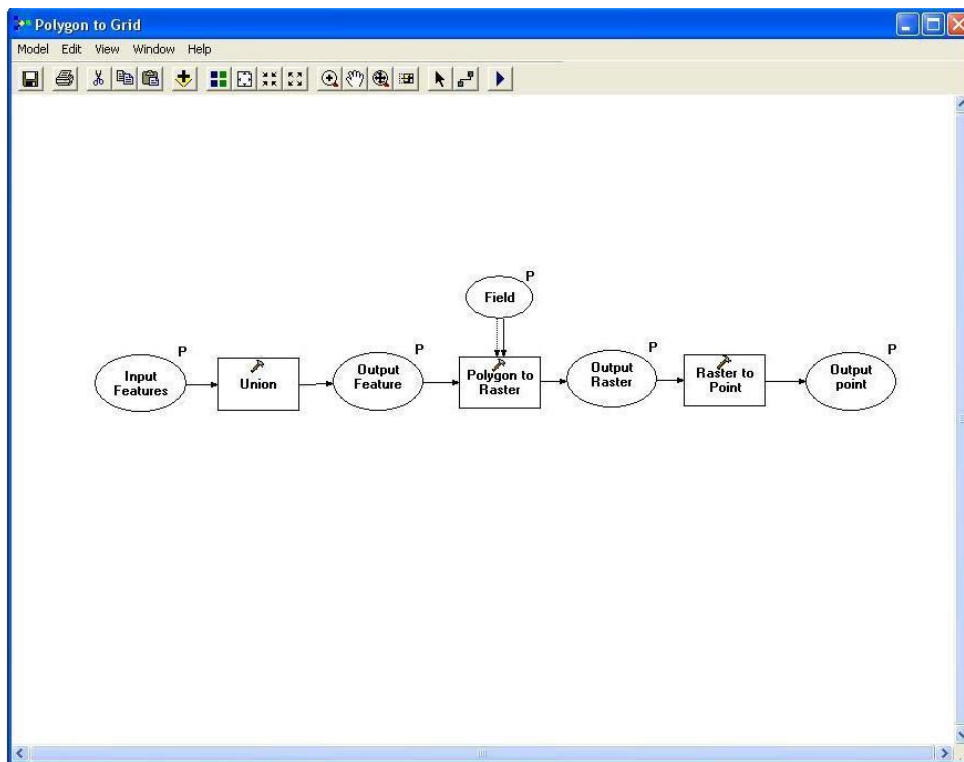 Polygon to Grid
Model Edit View Window Help
P
Field
P
Input
Features
Union
P
Output
Feature
Polygon to
Raster
P
Output
Raster
Raster to
Point
P
Output
point